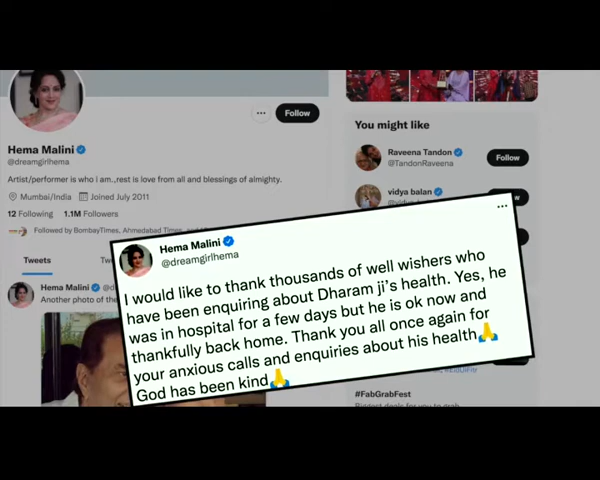 Follow
Hema Malini
@dreamgirlhema
Artist/performer is who i am.,rest is love from all and blessings of almighty.
Mumbai/India Joined July 2011
12 Following 1.1M Followers
Followed by BombayTimes, Ahmedabad Times,
Tweets
Hema Malini
Another photo of the
You might like
Raveena Tandon
@TandonRaveena
Follow
vidya balan
#FabGrabFest
Hema Malini
@dreamgirlhema
I would like to thank thousands of well wishers who
have been enquiring about Dharam ji's health. Yes, he
was in hospital for a few days but he is ok now and
thankfully back home. Thank you all once again for
your anxious calls and enquiries about his health🙏
God has been kind🙏